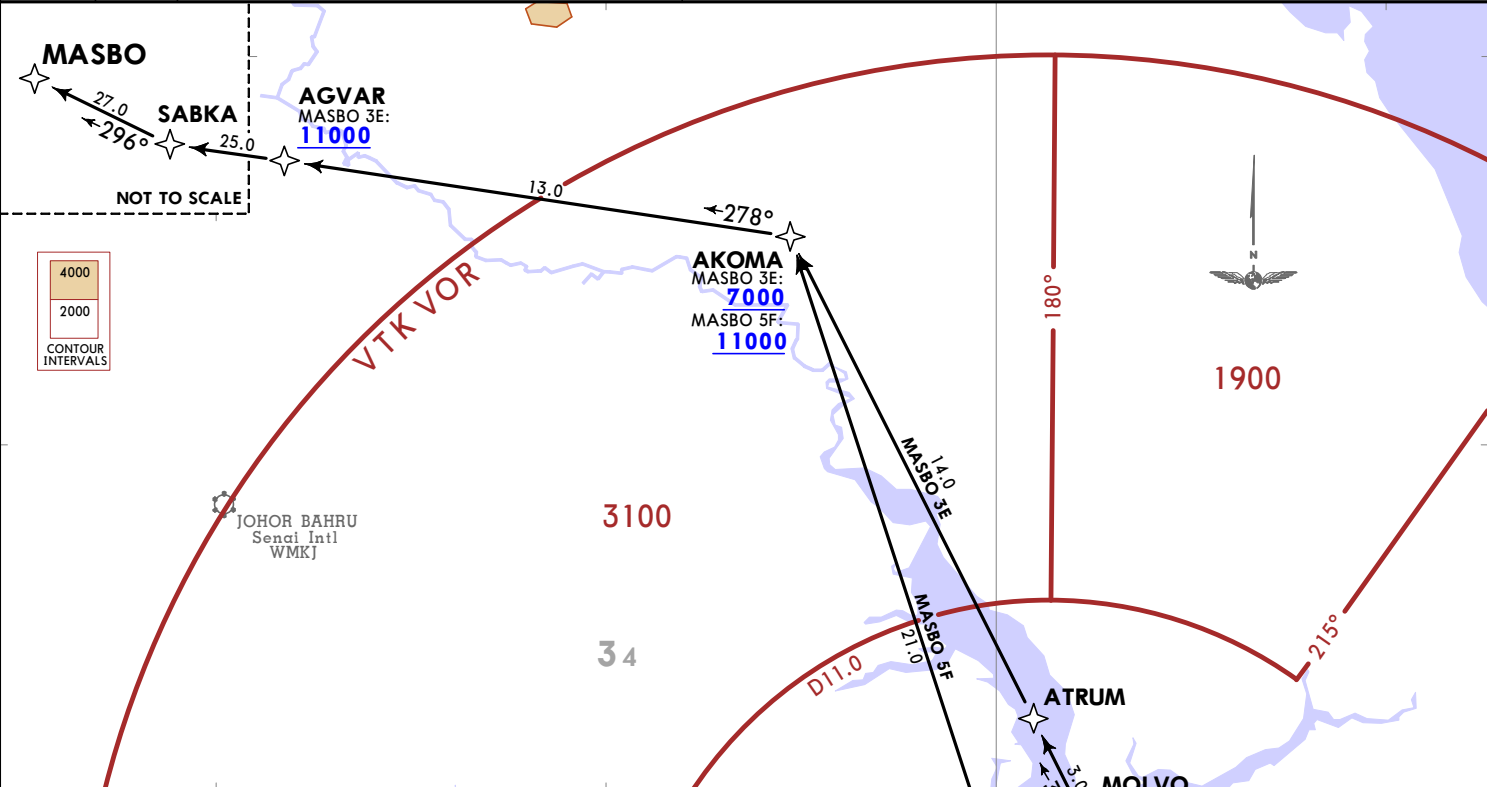 MASBO
27.0
←296°
SABKA
25.0
AGVAR
MASBO 3E:
11000
NOT TO SCALE
13.0
←278°
AKOMA
MASBO 3E:
7000
MASBO 5F:
11000
4000
2000
CONTOUR
INTERVALS
VTK VOR
180°
N
1900
14.0
MASBO 3E
JOHOR BAHRU
Senai Intl
WMKJ
3100
MASBO 5F
21.0
34
D11.0
215°
ATRUM
3.0
MOLVO